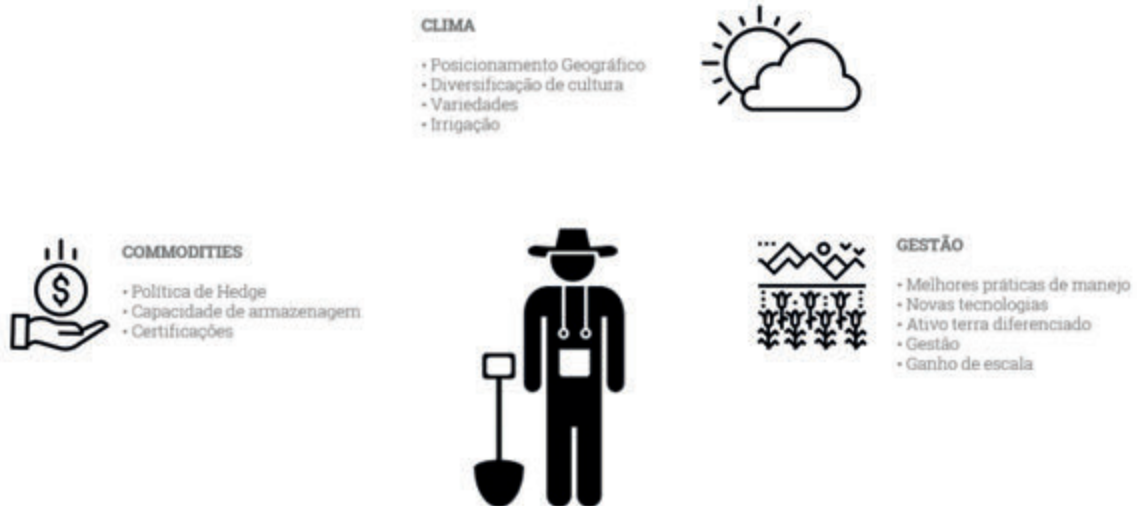 CLIMA
• Posicionamento Geográfico
• Diversificação de cultura
• Variedades
• Irrigação
COMMODITIES
• Política de Hedge
• Capacidade de armazenagem
• Certificações
GESTÃO
• Melhores práticas de manejo
• Novas tecnologias
• Ativo terra diferenciado
• Gestão
• Ganho de escala